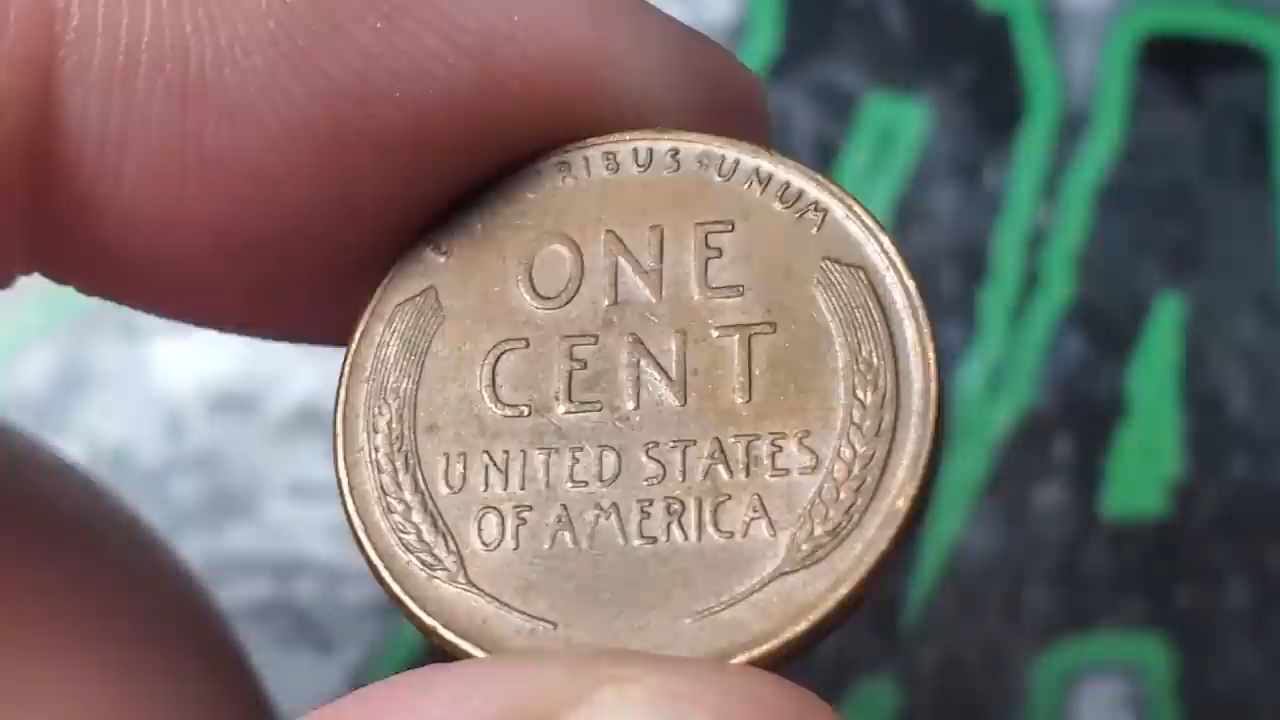 RIBUS·UNUM
ONE
CENT
UNITED STATES
OF AMERICA